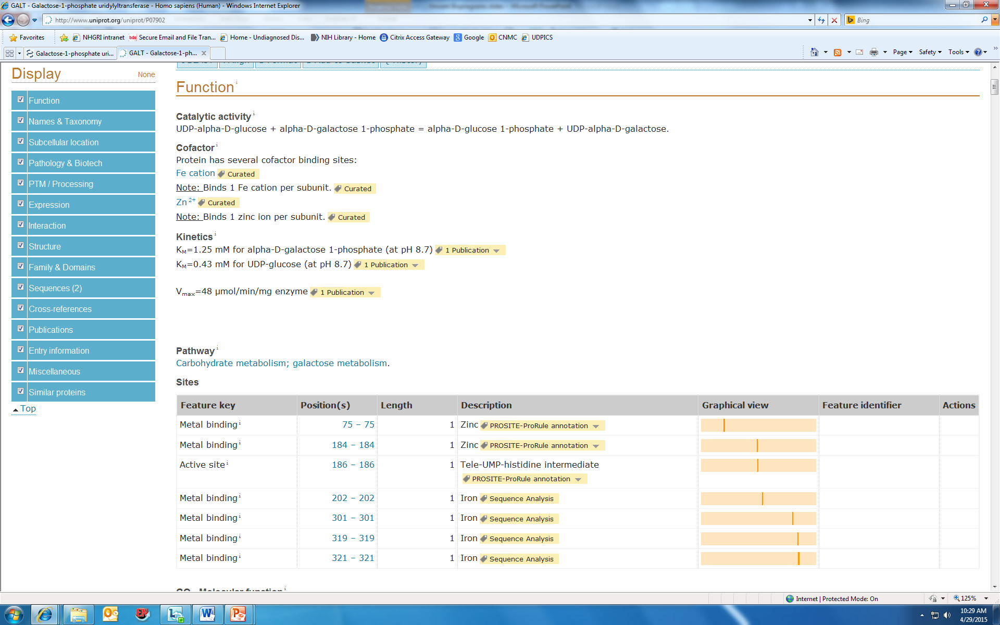 GALT - Galactose-1-phosphate uridylyltransferase - Homo sapiens (Human) - Windows Internet Explorer
http://www.uniprot.org/uniprot/P07902
Bing
Favorites
NHGRI intranet
Secure Email and File Tran...
Home - Undiagnosed Dis...
NIH Library - Home
Citrix Access Gateway
Google
CNMC
UDPICS
Galactose-1-phosphate uri...
GALT - Galactose-1-ph...
Page
Safety
Tools
Display
None
Function
Names & Taxonomy
Subcellular location
Pathology & Biotech
PTM / Processing
Expression
Interaction
Structure
Family & Domains
Sequences (2)
Cross-references
Publications
Entry information
Miscellaneous
Similar proteins
Top
Function i
Catalytic activity i
UDP-alpha-D-glucose + alpha-D-galactose 1-phosphate = alpha-D-glucose 1-phosphate + UDP-alpha-D-galactose.
Cofactor i
Protein has several cofactor binding sites:
Fe cation Curated
Note: Binds 1 Fe cation per subunit. Curated
Zn2+ Curated
Note: Binds 1 zinc ion per subunit. Curated
Kinetics i
KM=1.25 mM for alpha-D-galactose 1-phosphate (at pH 8.7) 1 Publication
KM=0.43 mM for UDP-glucose (at pH 8.7) 1 Publication
Vmax=48 µmol/min/mg enzyme 1 Publication
Pathway i
Carbohydrate metabolism; galactose metabolism.
Sites
Feature key Position(s) Length Description Graphical view Feature identifier Actions
Metal binding i 75 – 75 1 Zinc PROSITE-ProRule annotation
Metal binding i 184 – 184 1 Zinc PROSITE-ProRule annotation
Active site i 186 – 186 1 Tele-UMP-histidine intermediate
PROSITE-ProRule annotation
Metal binding i 202 – 202 1 Iron Sequence Analysis
Metal binding i 301 – 301 1 Iron Sequence Analysis
Metal binding i 319 – 319 1 Iron Sequence Analysis
Metal binding i 321 – 321 1 Iron Sequence Analysis
GO - Molecular function i
Internet | Protected Mode: On
125%
10:29 AM
4/29/2015